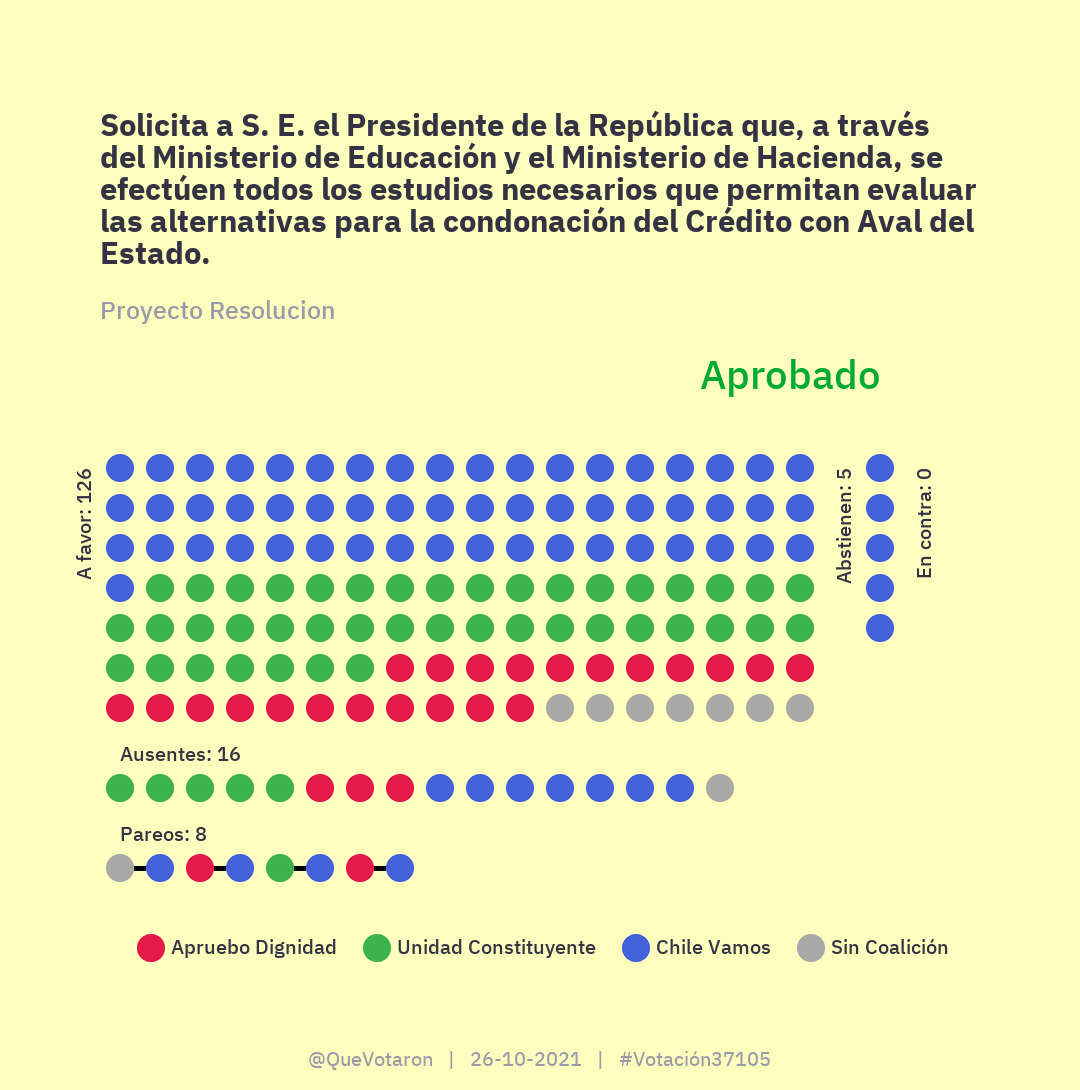 Solicita a S. E. el Presidente de la República que, a través
del Ministerio de Educación y el Ministerio de Hacienda, se
efectúen todos los estudios necesarios que permitan evaluar
las alternativas para la condonación del Crédito con Aval del
Estado.
Proyecto Resolucion
Aprobado
A favor: 126
Abstienen: 5
En contra: 0
Ausentes: 16
Pareos: 8
Apruebo Dignidad
Unidad Constituyente
Chile Vamos
Sin Coalición
@QueVotaron | 26-10-2021 | #Votación37105